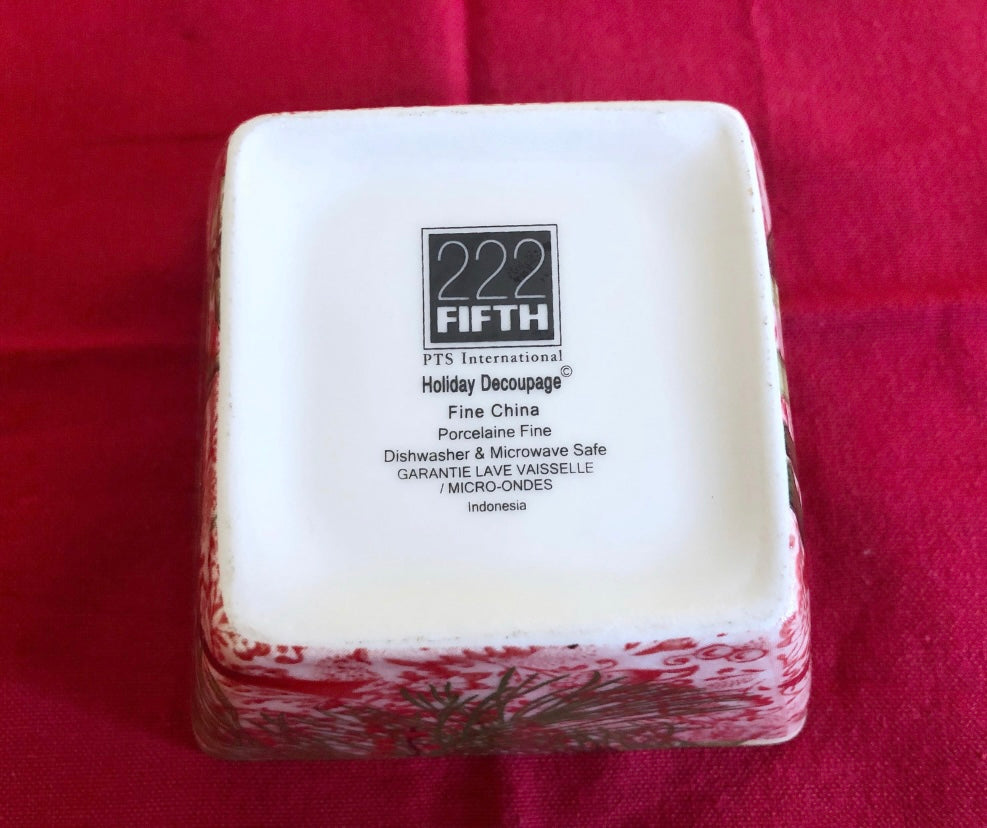 222
FIFTH
PTS International
Holiday Decoupage©
Fine China
Porcelaine Fine
Dishwasher & Microwave Safe
GARANTIE LAVE VAISSELLE
/ MICRO-ONDES
Indonesia